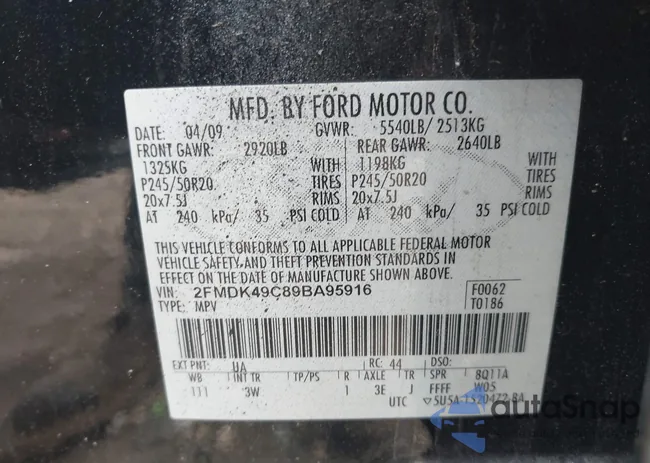 MFD. BY FORD MOTOR CO.
DATE: 04/09 GVWR: 5540LB/ 2513KG
FRONT GAWR: 2920LB REAR GAWR: 2640LB
1325KG WITH 1198KG WITH
P245/50R20 TIRES P245/50R20 TIRES
20x7.5J RIMS 20x7.5J RIMS
AT 240 kPa/ 35 PSI COLD AT 240 kPa/ 35 PSI COLD
THIS VEHICLE CONFORMS TO ALL APPLICABLE FEDERAL MOTOR
VEHICLE SAFETY, AND THEFT PREVENTION STANDARDS IN
EFFECT ON THE DATE OF MANUFACTURE SHOWN ABOVE.
VIN: 2FMDK49C89BA95916 F0062
TYPE: MPV T0186
EXT PNT: UA RC: 44 DSO:
WB INT TR TP/PS R AXLE TR SPR 8Q11A
111 3W 1 3E J FFFF W05
UTC ▽5U5A-1520472-BA
autoSnap